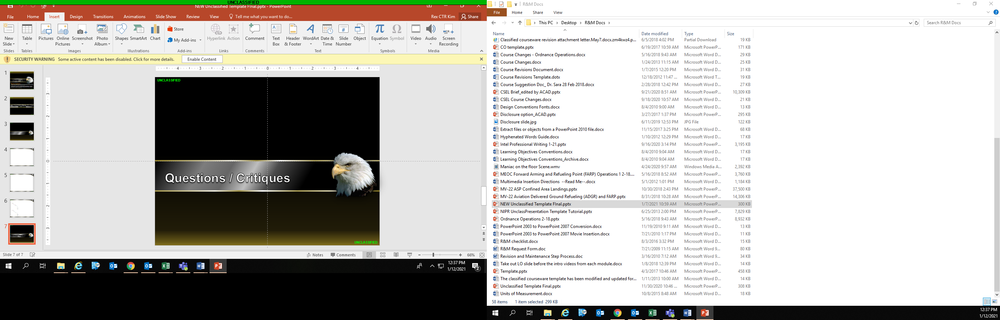 UNCLASSIFIED
NEW Unclassified Template FInal.pptx - PowerPoint
File Home Insert Design Transitions Animations Slide Show Review View Tell me what you want to do... Rex CTR Kim Share
New Slide Table Pictures Online Pictures Screenshot Photo Album Shapes SmartArt Chart Store My Add-ins Hyperlink Action Comment Text Box Header & Footer WordArt Date & Time Slide Number Object Equation Symbol Video Audio Screen Recording
Slides Tables Images Illustrations Add-ins Links Comments Text Symbols Media
SECURITY WARNING Some active content has been disabled. Click for more details. Enable Content
4 3 2 1 0 1 2 3 4
3 2 1 0 1 2 3
1
2
3
4
5
6
7
UNCLASSIFIED
Questions / Critiques
UNCLASSIFIED
Slide 7 of 7 Notes Comments 66%
12:37 PM
1/12/2021
2
R&M Docs
File Home Share View
This PC Desktop R&M Docs Search R&M Docs
Name Date modified Type Size
Classified courseware revision attachment letter.May7.docx.zm4kwz4.p... 6/5/2018 4:02 PM Partial Download 19 KB
CO template.pptx 6/19/2017 10:59 AM Microsoft PowerP... 171 KB
Course Changes - Ordnance Operations.docx 5/16/2018 9:43 AM Microsoft Word D... 29 KB
Course Changes.docx 1/24/2013 11:15 AM Microsoft Word D... 25 KB
Course Revisions Document.docx 1/7/2015 12:20 PM Microsoft Word D... 31 KB
Course Revisions Template.dotx 12/18/2012 11:47 ... Microsoft Word T... 19 KB
Course Suggestion Doc_ Dr. Sara 28 Feb 2018.docx 2/28/2018 12:42 PM Microsoft Word D... 27 KB
CSEL Brief_edited by ACAD.pptx 9/21/2020 8:51 AM Microsoft PowerP... 10,309 KB
CSEL Course Changes.docx 9/18/2020 10:57 AM Microsoft Word D... 21 KB
Design Conventions Fonts.docx 8/4/2010 9:00 AM Microsoft Word D... 13 KB
Disclosure option_ACAD.pptx 3/27/2017 1:37 PM Microsoft PowerP... 295 KB
Disclosure slide.jpg 6/11/2019 12:53 PM JPG File 122 KB
Extract files or objects from a PowerPoint 2010 file.docx 11/15/2017 3:25 PM Microsoft Word D... 68 KB
Hyphenated Words Guide.docx 1/10/2012 12:29 PM Microsoft Word D... 17 KB
Intel Professional Writing 1-21.pptx 9/16/2020 3:14 PM Microsoft PowerP... 3,195 KB
Learning Objectives Conventions.docx 8/4/2010 9:04 AM Microsoft Word D... 17 KB
Learning Objectives Conventions_Archive.docx 8/4/2010 9:04 AM Microsoft Word D... 17 KB
Maniac on the floor Scene.wmv 4/24/2020 9:57 AM Windows Media A... 2,392 KB
MEOC Forward Arming and Refueling Point (FARP) Operations 1 2-18.... 5/16/2018 8:52 AM Microsoft PowerP... 3,760 KB
Multimedia Insertion Directions --Read Me--.docx 5/1/2012 1:01 PM Microsoft Word D... 1,184 KB
MV-22 ASP Confined Area Landings.pptx 10/30/2018 2:43 PM Microsoft PowerP... 37,500 KB
MV-22 Aviation Delivered Ground Refueling (ADGR) and FARP.pptx 8/31/2018 10:28 AM Microsoft PowerP... 14,306 KB
NEW Unclassified Template FInal.pptx 1/7/2021 10:59 AM Microsoft PowerP... 300 KB
NIPR UnclassPresentation Template Tutorial.pptx 6/25/2013 2:00 PM Microsoft PowerP... 7,829 KB
Ordnance Operations 2-18.pptx 5/16/2018 9:43 AM Microsoft PowerP... 8,932 KB
PowerPoint 2003 to PowerPoint 2007 Conversion.docx 11/19/2010 9:11 AM Microsoft Word D... 13 KB
PowerPoint 2003 to PowerPoint 2007 Movie Insertion.docx 7/21/2010 1:17 PM Microsoft Word D... 11 KB
R&M checklist.docx 8/3/2016 3:32 PM Microsoft Word D... 15 KB
R&M Request Form.doc 7/21/2009 11:15 AM Microsoft Word 9... 80 KB
Revision and Maintenance Step Process.doc 3/16/2010 7:12 AM Microsoft Word 9... 34 KB
Take out LO slide before the intro videos from each module.docx 1/8/2018 12:39 PM Microsoft Word D... 14 KB
Template.pptx 4/3/2017 10:46 AM Microsoft PowerP... 458 KB
The classified courseware template has been modified and updated for... 1/11/2013 10:00 AM Microsoft Word D... 14 KB
Unclassified Template Final.pptx 11/30/2020 10:46 ... Microsoft PowerP... 308 KB
Units of Measurement.docx 10/8/2015 8:48 AM Microsoft Word D... 18 KB
58 items 1 item selected 299 KB
12:37 PM
1/12/2021